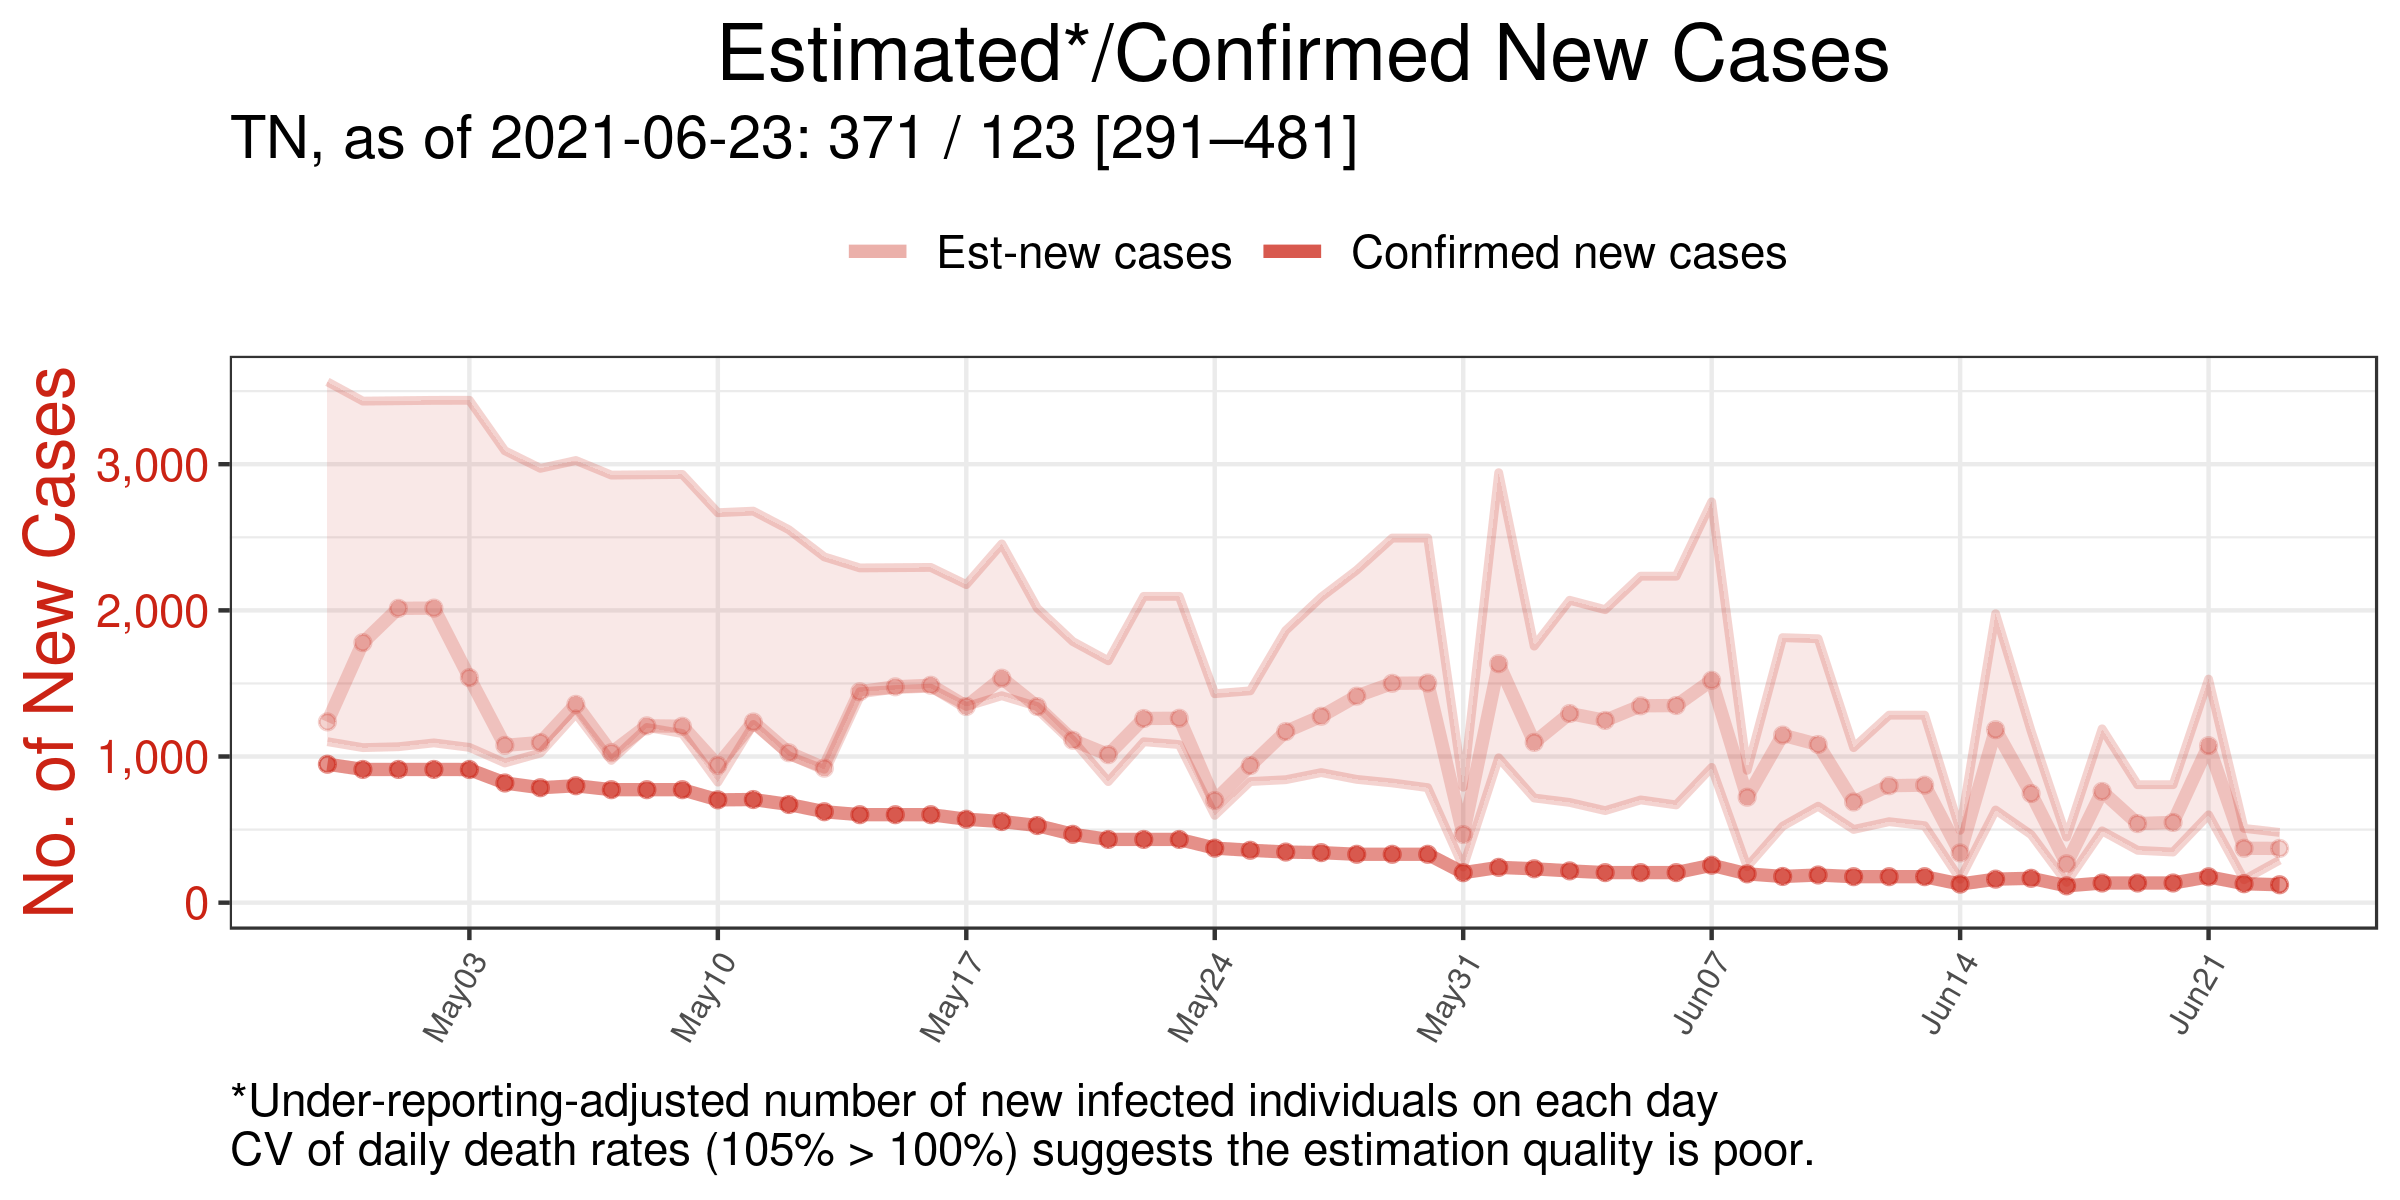 Estimated*/Confirmed New Cases
TN, as of 2021-06-23: 371 / 123 [291–481]
Est-new cases
Confirmed new cases
No. of New Cases
3,000
2,000
1,000
0
May03
May10
May17
May24
May31
Jun07
Jun14
Jun21
*Under-reporting-adjusted number of new infected individuals on each day
CV of daily death rates (105% > 100%) suggests the estimation quality is poor.